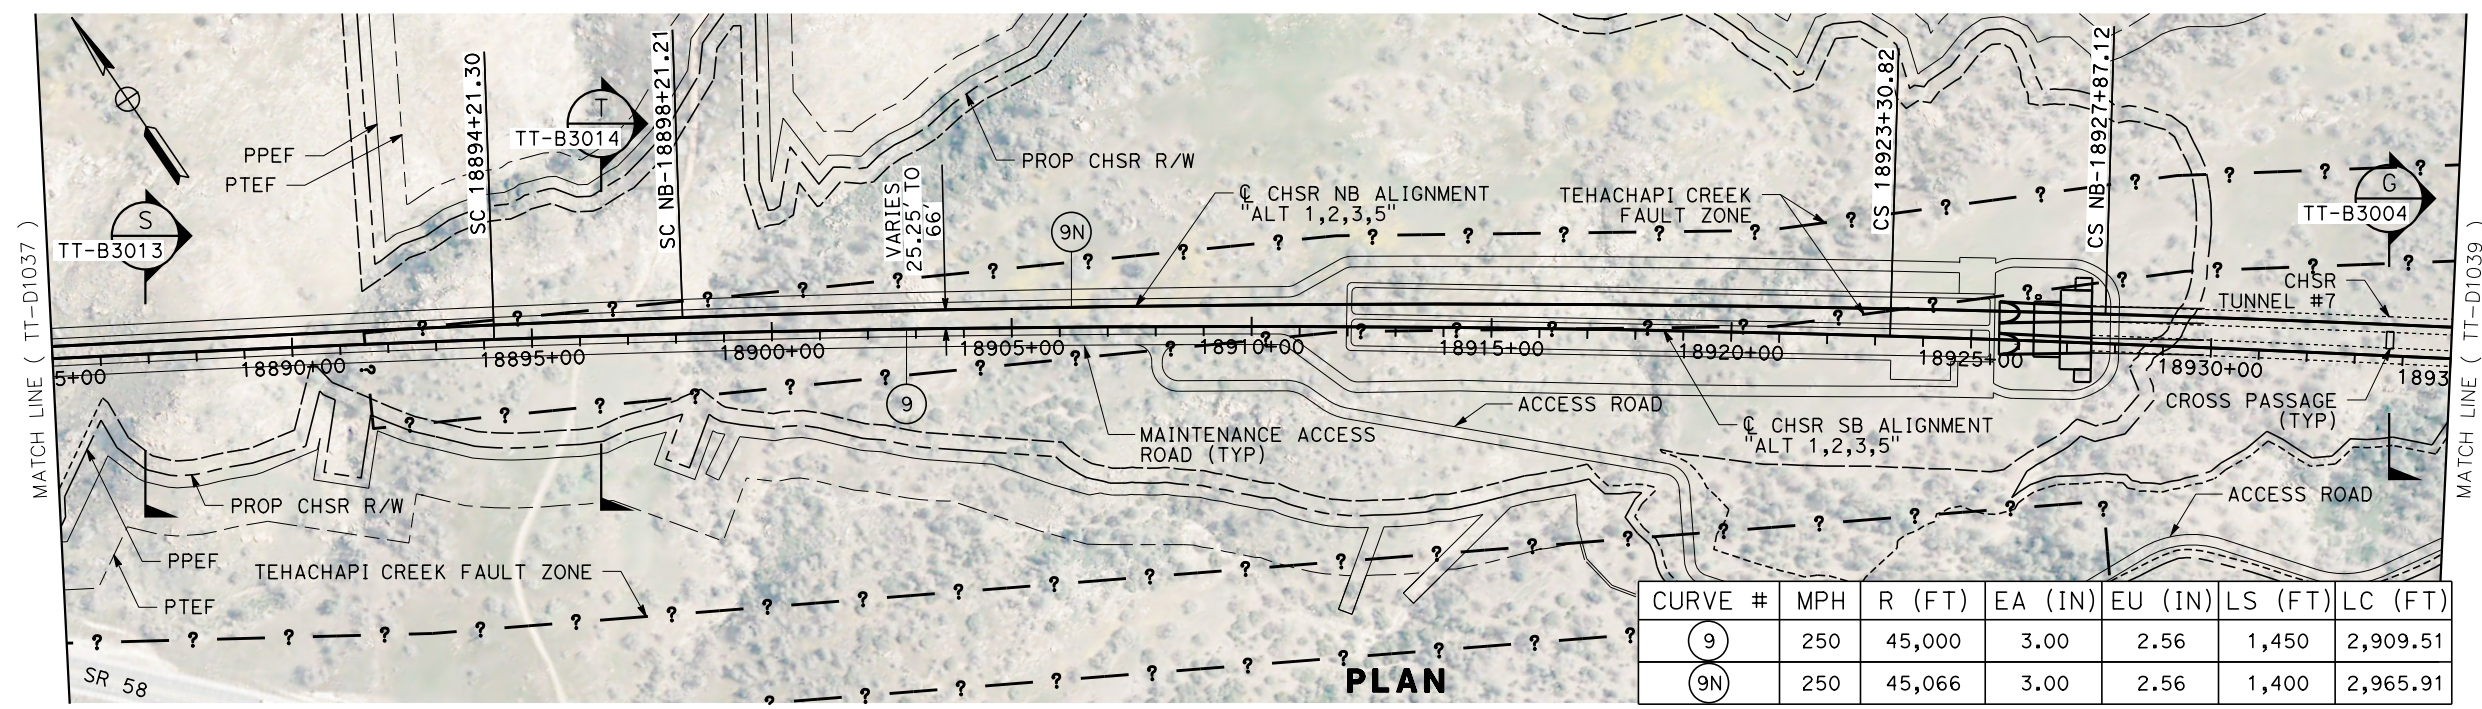 SC 18894+21.30
T
TT-B3014
SC NB-18898+21.21
CS 18923+30.82
CS NB-18927+87.12
PPEF
PTEF
PROP CHSR R/W
S
TT-B3013
VARIES
25.25' TO
66'
9N
℄ CHSR NB ALIGNMENT
"ALT 1,2,3,5"
TEHACHAPI CREEK
FAULT ZONE
G
TT-B3004
MATCH LINE ( TT-D1037 )
MATCH LINE ( TT-D1039 )
CHSR
TUNNEL #7
5+00
18890+00
18895+00
18900+00
18905+00
18910+00
18915+00
18920+00
18925+00
18930+00
1893
9
ACCESS ROAD
CROSS PASSAGE
(TYP)
MAINTENANCE ACCESS
ROAD (TYP)
℄ CHSR SB ALIGNMENT
"ALT 1,2,3,5"
PROP CHSR R/W
ACCESS ROAD
PPEF
TEHACHAPI CREEK FAULT ZONE
PTEF
SR 58
PLAN
CURVE # MPH R (FT) EA (IN) EU (IN) LS (FT) LC (FT)
9 250 45,000 3.00 2.56 1,450 2,909.51
9N 250 45,066 3.00 2.56 1,400 2,965.91